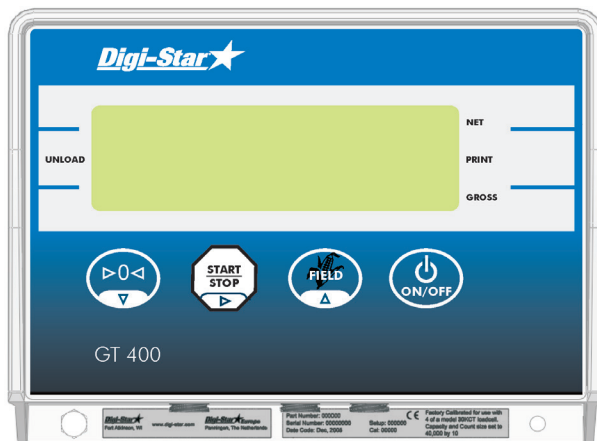 Digi-Star
NET
UNLOAD
PRINT
GROSS
0
START
STOP
FIELD
ON/OFF
GT 400
Digi-Star
Fort Atkinson, WI
www.digi-star.com
Digi-Star Europe
Panningen, The Netherlands
Part Number: 000000
Serial Number: 00000000
Date Code: Dec, 2008
Setup: 000000
Cal: 00000
CE
Factory Calibrated for use with
4 of a model 30KCT loadcell.
Capacity and Count size set to
40,000 by 10